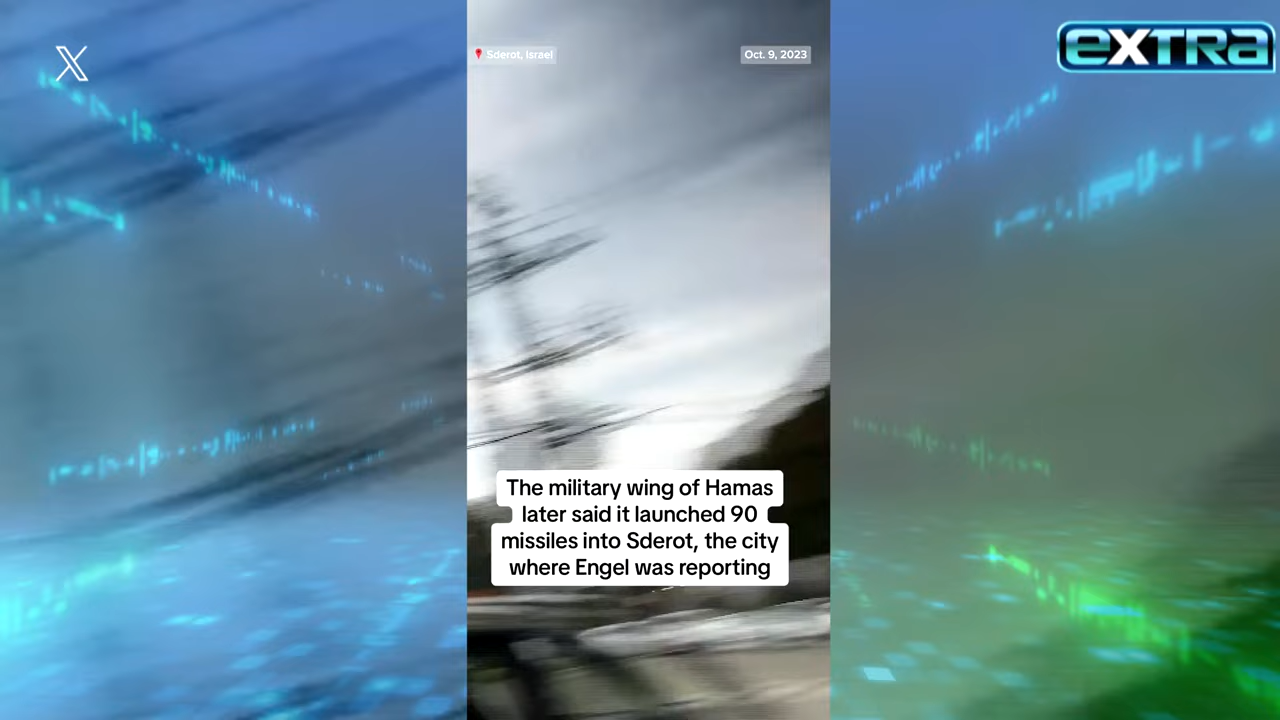 Sderot, Israel
Oct. 9, 2023
extra
The military wing of Hamas
later said it launched 90
missiles into Sderot, the city
where Engel was reporting